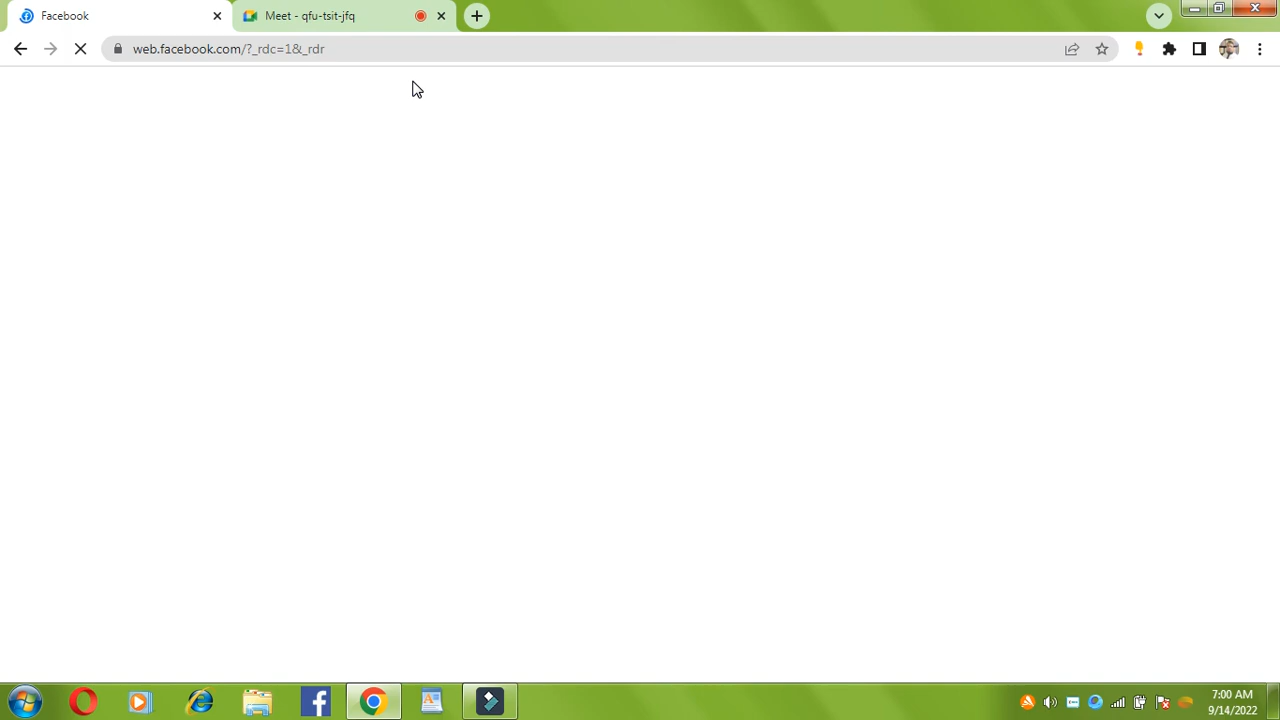 Facebook
Meet - qfu-tsit-jfq
web.facebook.com/?_rdc=1&_rdr
7:00 AM
9/14/2022